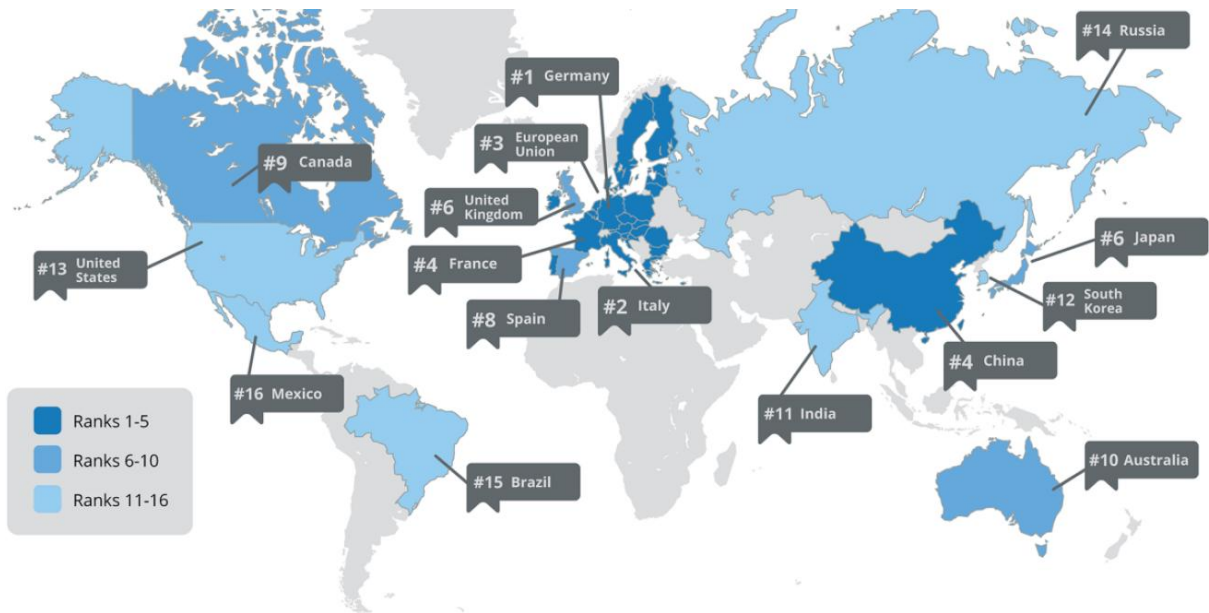 #14 Russia
#1 Germany
#3 European
Union
#9 Canada
#6 United
Kingdom
#6 Japan
#13 United
States
#4 France
#12 South
Korea
#8 Spain
#2 Italy
#4 China
#16 Mexico
#11 India
Ranks 1-5
Ranks 6-10
Ranks 11-16
#15 Brazil
#10 Australia